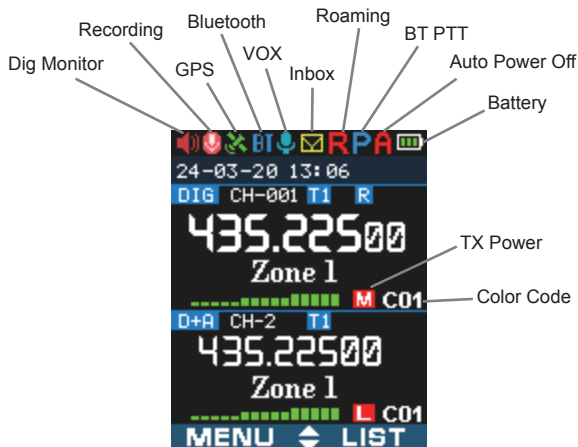 Roaming
Bluetooth
Recording
BT PTT
VOX
Dig Monitor
GPS
Inbox
Auto Power Off
Battery
BT R P A
24-03-20 13:06
DIG CH-001 T1 R
435.22500
Zone 1
TX Power
M C01
Color Code
D+A CH-2 T1
435.22500
Zone 1
L C01
MENU LIST